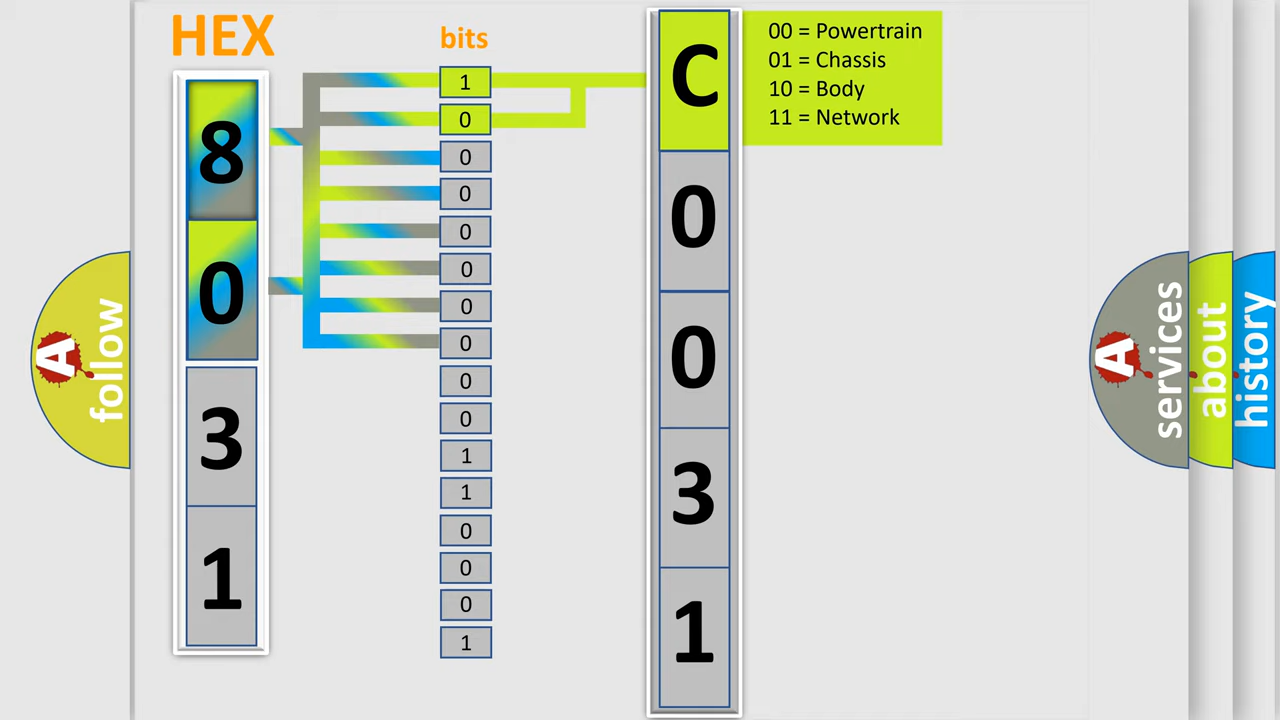 HEX
8
0
3
1
bits
1
0
0
0
0
0
0
0
0
0
1
1
0
0
0
1
C
0
0
3
1
00 = Powertrain
01 = Chassis
10 = Body
11 = Network
A
follow
A
services
about
history